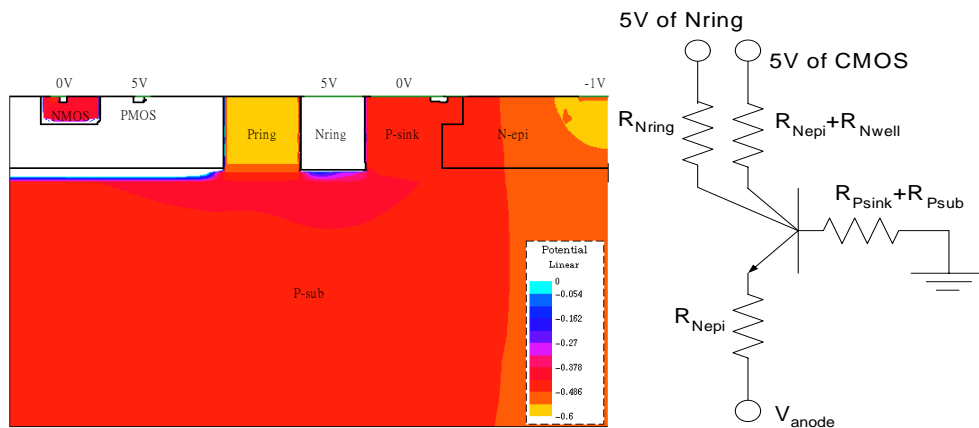 0V 5V 5V 0V -1V
NMOS PMOS Pring Nring P-sink N-epi
P-sub
Potential
Linear
0
-0.054
-0.162
-0.27
-0.378
-0.486
-0.6
5V of Nring
5V of CMOS
RNring
RNepi+RNwell
RPsink+RPsub
RNepi
Vanode